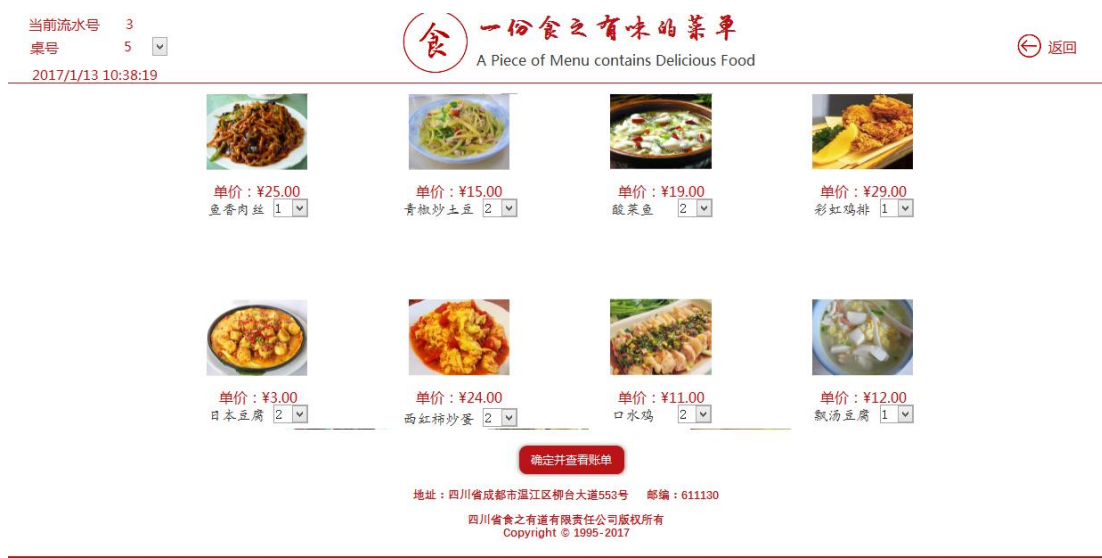 当前流水号 3
桌号 5
2017/1/13 10:38:19
食
一份食之有味的菜单
A Piece of Menu contains Delicious Food
返回
单价：¥25.00
鱼香肉丝 1
单价：¥15.00
青椒炒土豆 2
单价：¥19.00
酸菜鱼 2
单价：¥29.00
彩虹鸡排 1
单价：¥3.00
日本豆腐 2
单价：¥24.00
西红柿炒蛋 2
单价：¥11.00
口水鸡 2
单价：¥12.00
飘汤豆腐 1
确定并查看账单
地址：四川省成都市温江区柳台大道553号 邮编：611130
四川省食之有道有限责任公司版权所有
Copyright © 1995-2017